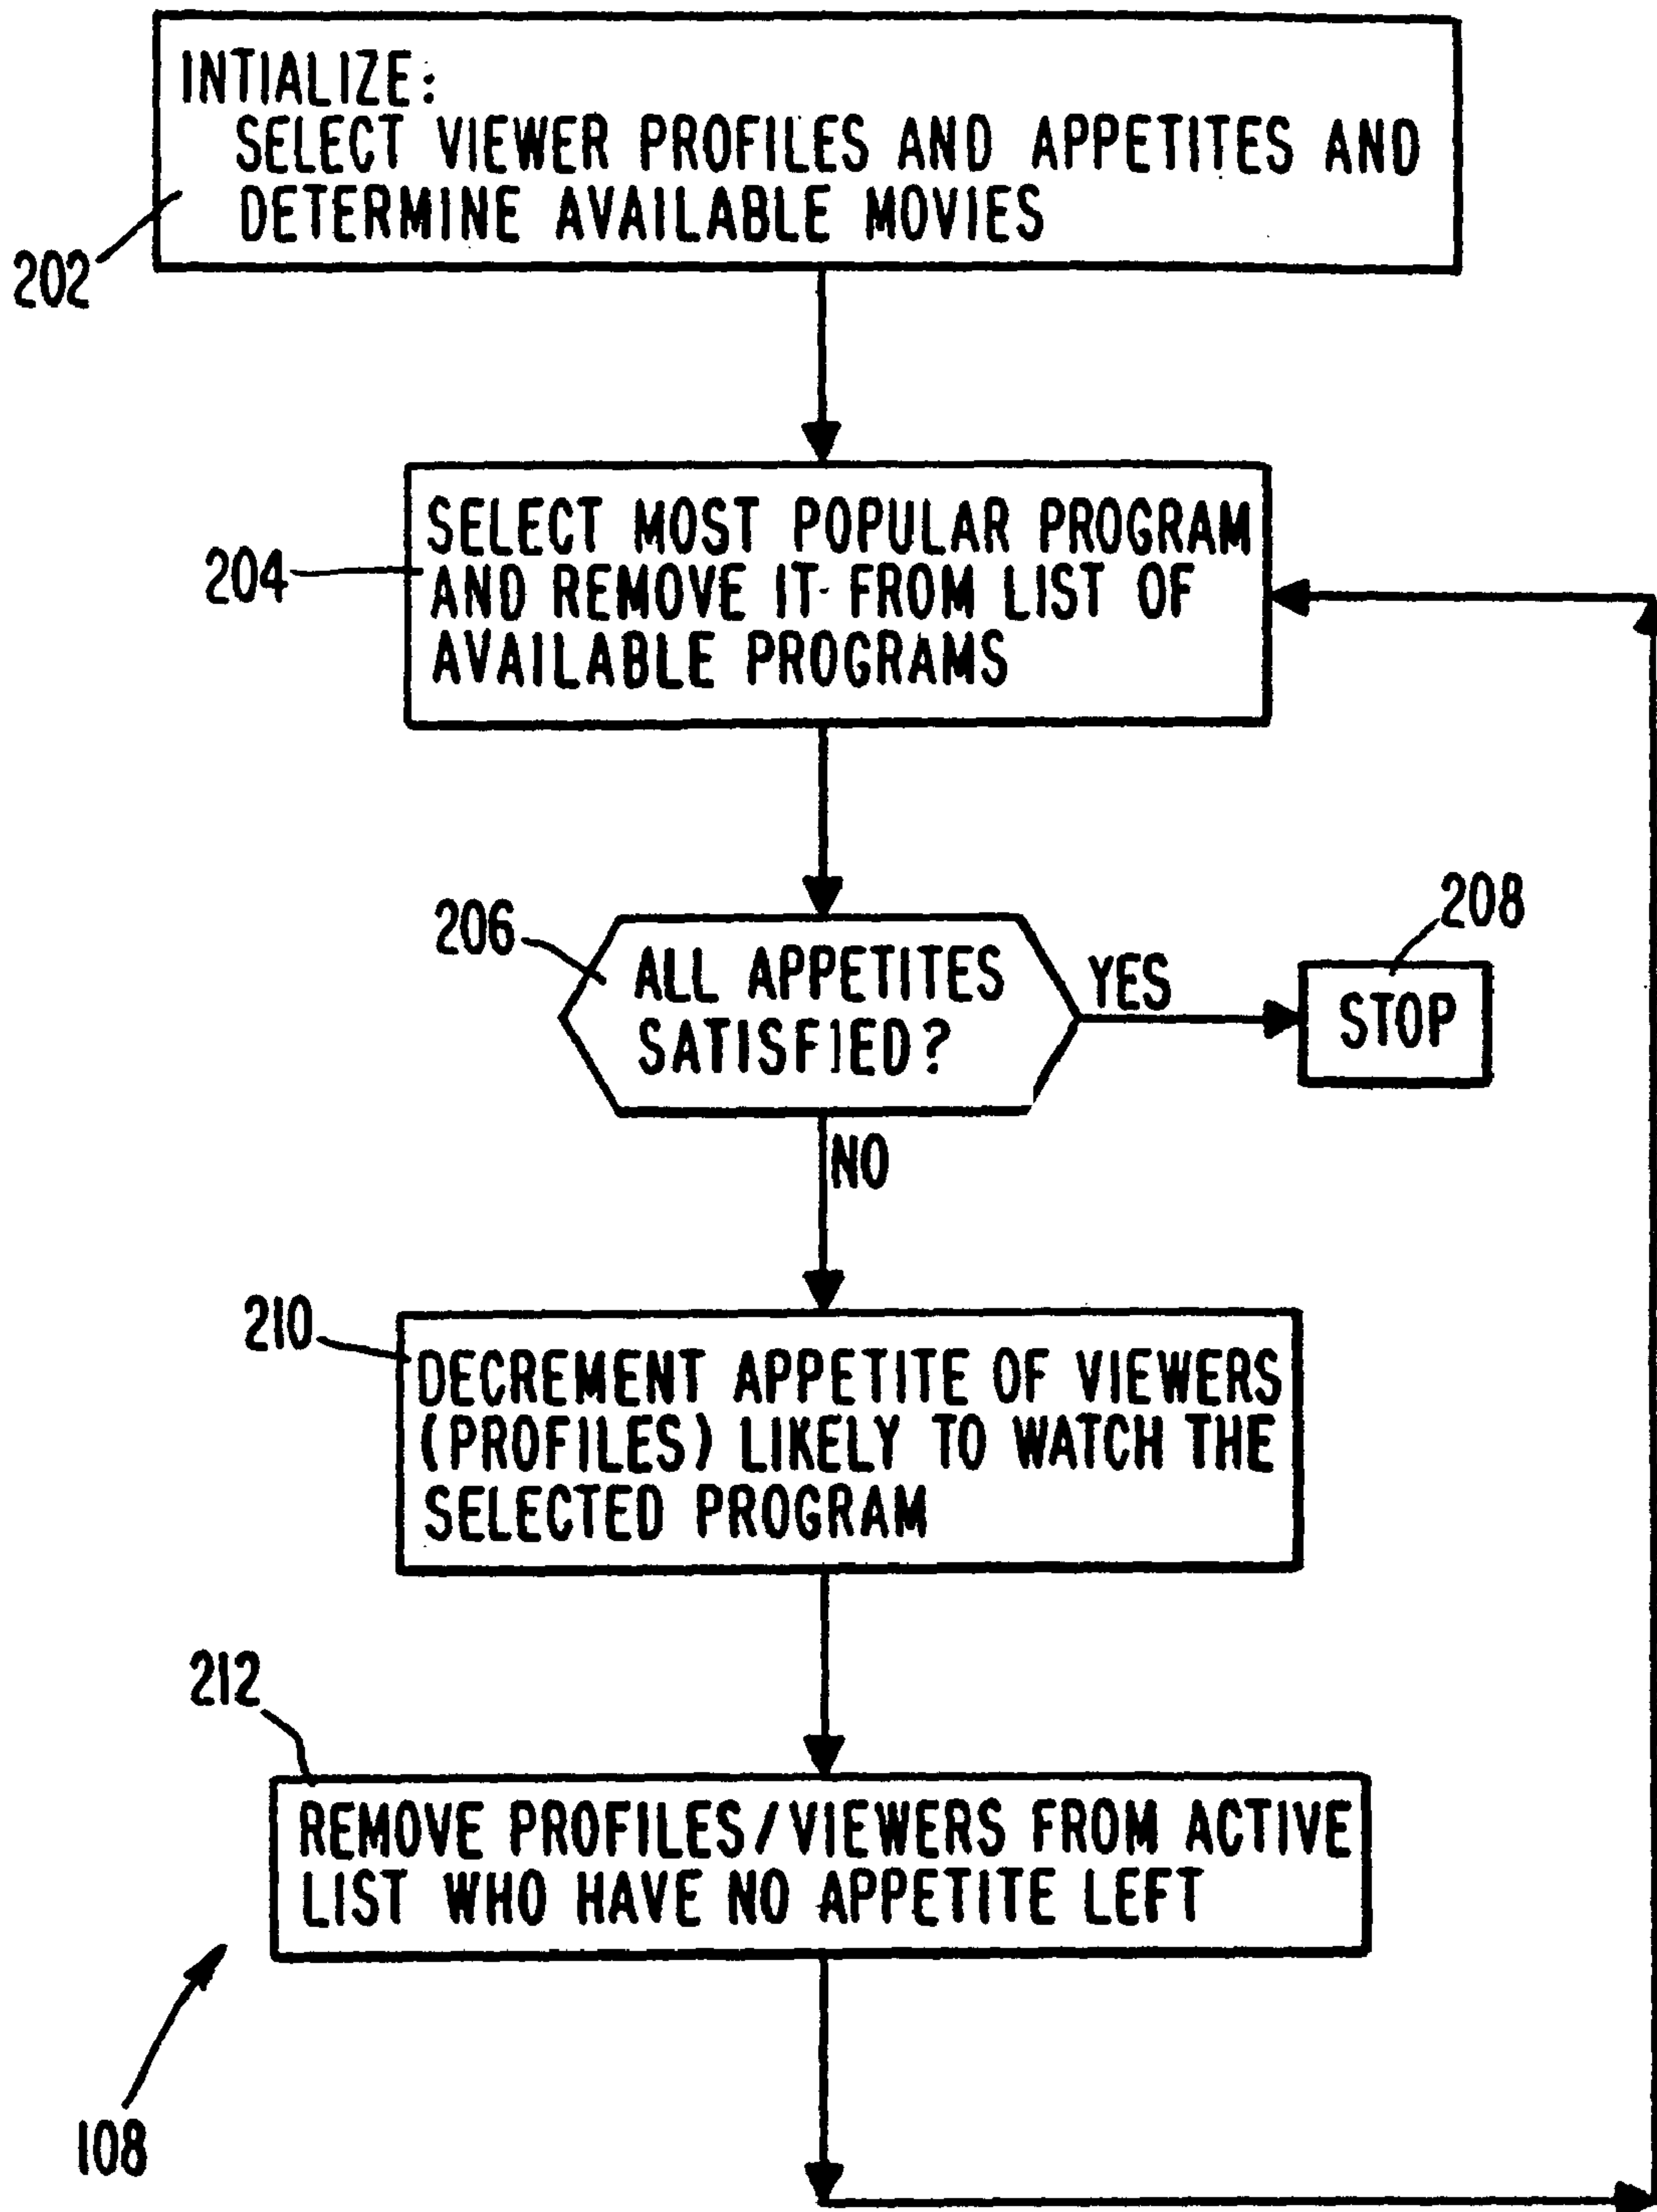 INTIALIZE:
SELECT VIEWER PROFILES AND APPETITES AND
DETERMINE AVAILABLE MOVIES
202
SELECT MOST POPULAR PROGRAM
AND REMOVE IT FROM LIST OF
AVAILABLE PROGRAMS
204
206
ALL APPETITES
SATISFIED?
YES
208
STOP
NO
210
DECREMENT APPETITE OF VIEWERS
(PROFILES) LIKELY TO WATCH THE
SELECTED PROGRAM
212
REMOVE PROFILES/VIEWERS FROM ACTIVE
LIST WHO HAVE NO APPETITE LEFT
108